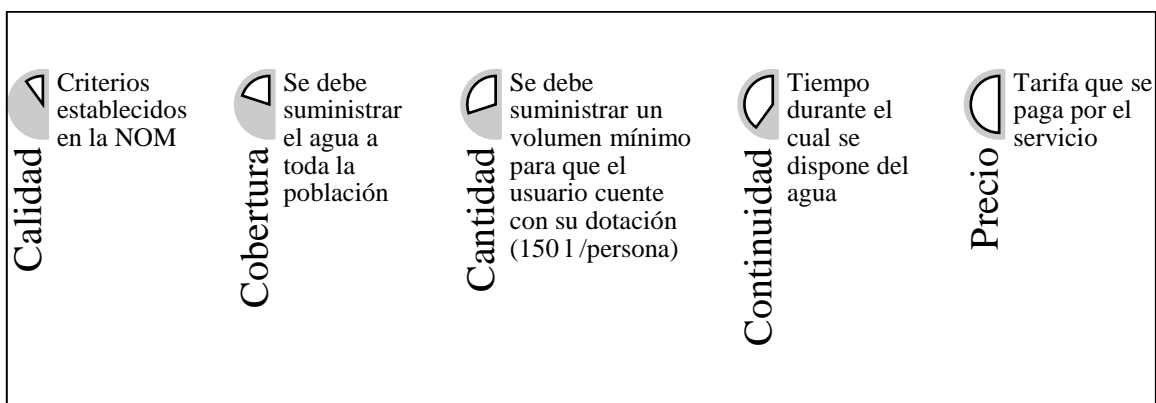 Calidad
Criterios
establecidos
en la NOM
Cobertura
Se debe
suministrar
el agua a
toda la
población
Cantidad
Se debe
suministrar un
volumen mínimo
para que el
usuario cuente
con su dotación
(150 l /persona)
Continuidad
Tiempo
durante el
cual se
dispone del
agua
Precio
Tarifa que se
paga por el
servicio